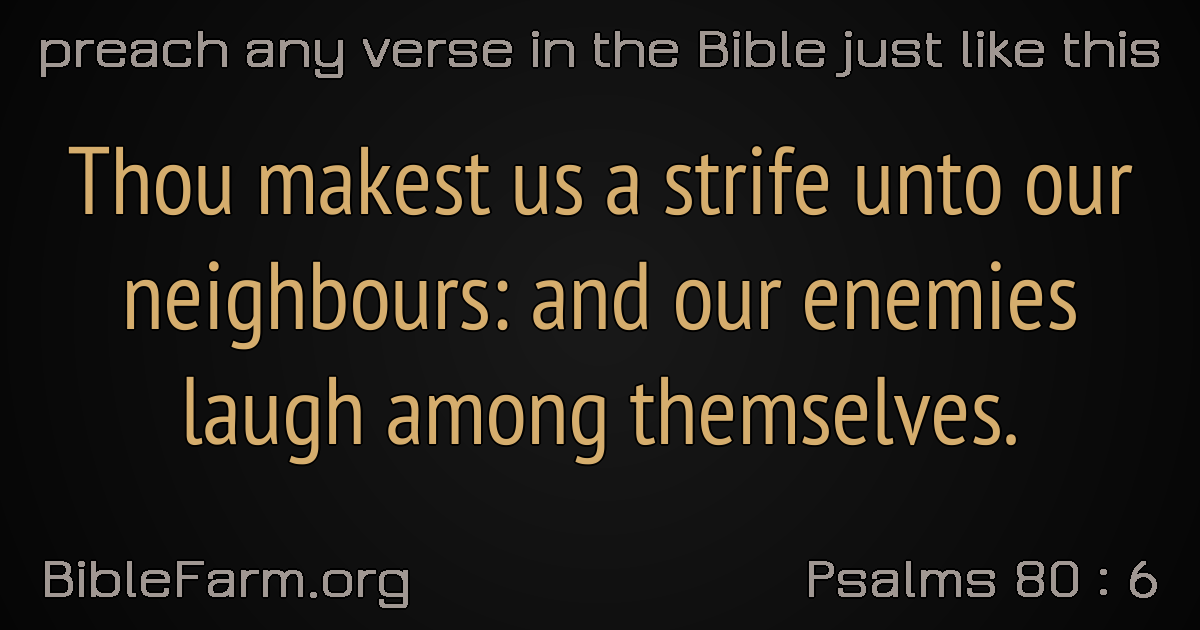 preach any verse in the Bible just like this
Thou makest us a strife unto our
neighbours: and our enemies
laugh among themselves.
BibleFarm.org
Psalms 80 : 6